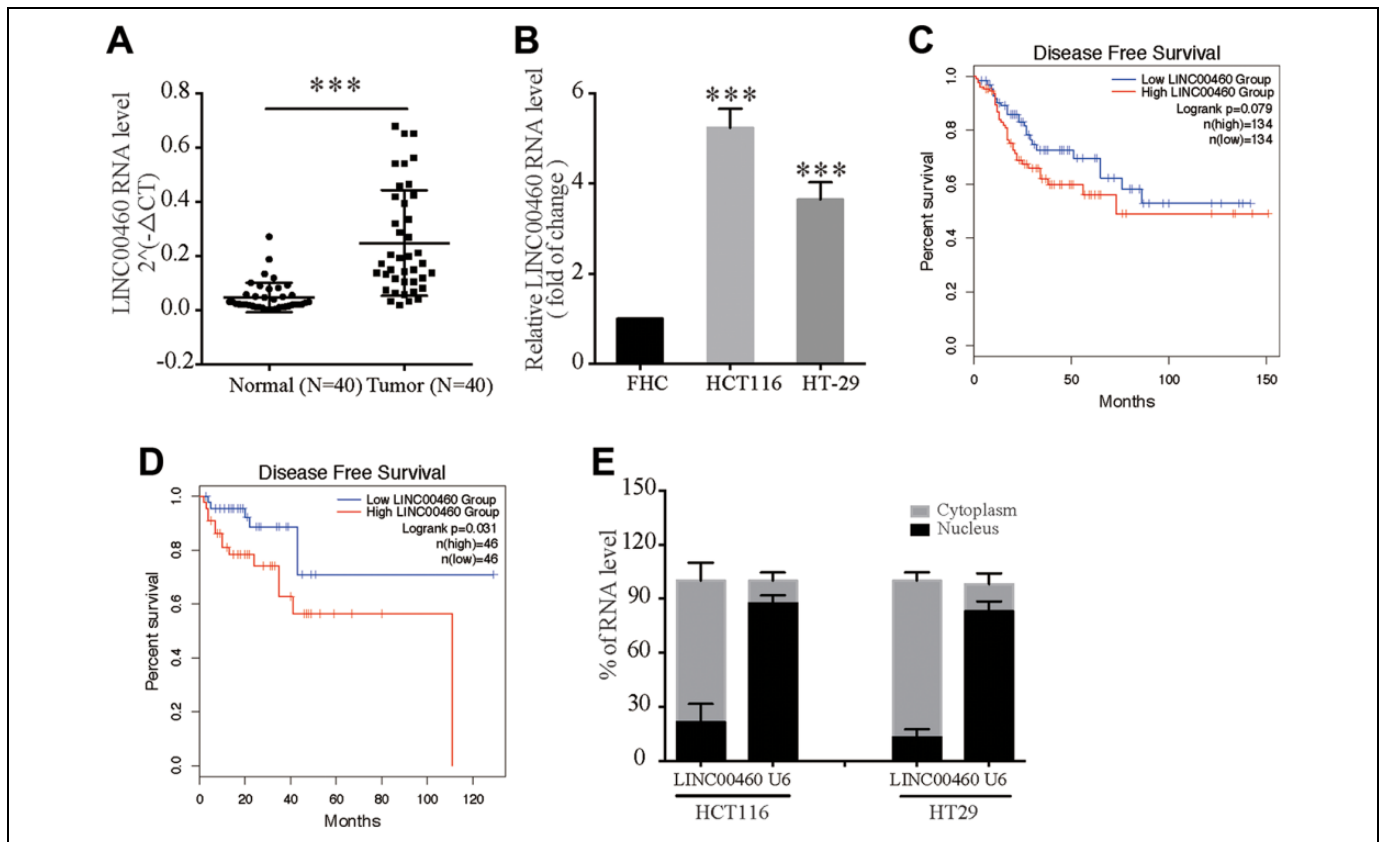 A
LINC00460 RNA level
2^(-△CT)
0.8
0.6
0.4
0.2
0.0
-0.2
***
Normal (N=40) Tumor (N=40)
B
Relative LINC00460 RNA level
( fold of change)
6
4
2
0
***
***
FHC HCT116 HT-29
C
Disease Free Survival
Low LINC00460 Group
High LINC00460 Group
Logrank p=0.079
n(high)=134
n(low)=134
Percent survival
1.0
0.8
0.6
0.4
0.2
0.0
0 50 100 150
Months
D
Disease Free Survival
Low LINC00460 Group
High LINC00460 Group
Logrank p=0.031
n(high)=46
n(low)=46
Percent survival
1.0
0.8
0.6
0.4
0.2
0.0
0 20 40 60 80 100 120
Months
E
% of RNA level
150
120
90
60
30
0
Cytoplasm
Nucleus
LINC00460 U6 LINC00460 U6
HCT116 HT29